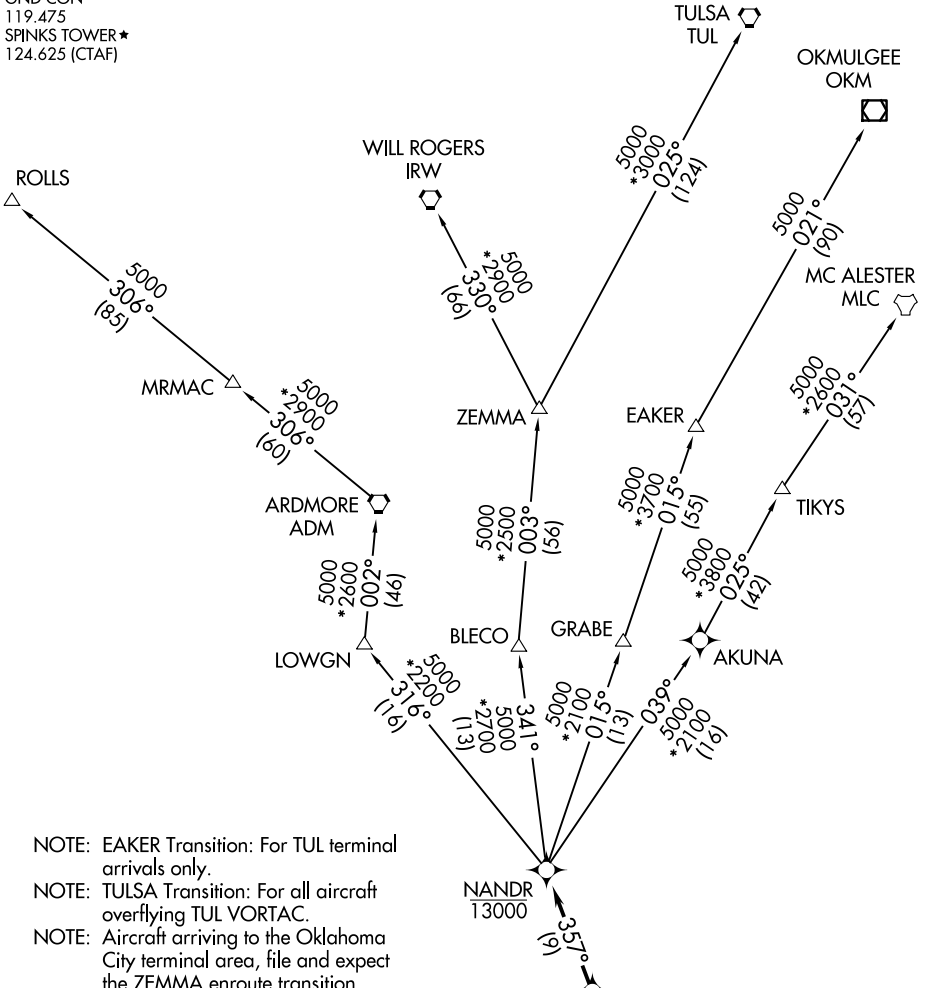 GND CON
119.475
SPINKS TOWER★
124.625 (CTAF)
TULSA
TUL
OKMULGEE
OKM
5000
*3000
025°
(124)
WILL ROGERS
IRW
ROLLS
5000
021°
(90)
MC ALESTER
MLC
5000
*2900
330°
(66)
5000
306°
(85)
MRMAC
5000
*2900
306°
(60)
ZEMMA
EAKER
5000
*2600
031°
(57)
ARDMORE
ADM
5000
*2500
003°
(56)
5000
*3700
015°
(55)
TIKYS
5000
*2600
002°
(46)
5000
*3800
025°
(42)
LOWGN
BLECO
GRABE
AKUNA
5000
*2200
316°
(16)
341°
5000
*2700
(13)
5000
*2100
015°
(13)
039°
5000
*2100
(16)
NANDR
13000
357°
(9)
NOTE: EAKER Transition: For TUL terminal
arrivals only.
NOTE: TULSA Transition: For all aircraft
overflying TUL VORTAC.
NOTE: Aircraft arriving to the Oklahoma
City terminal area, file and expect
the ZEMMA enroute transition